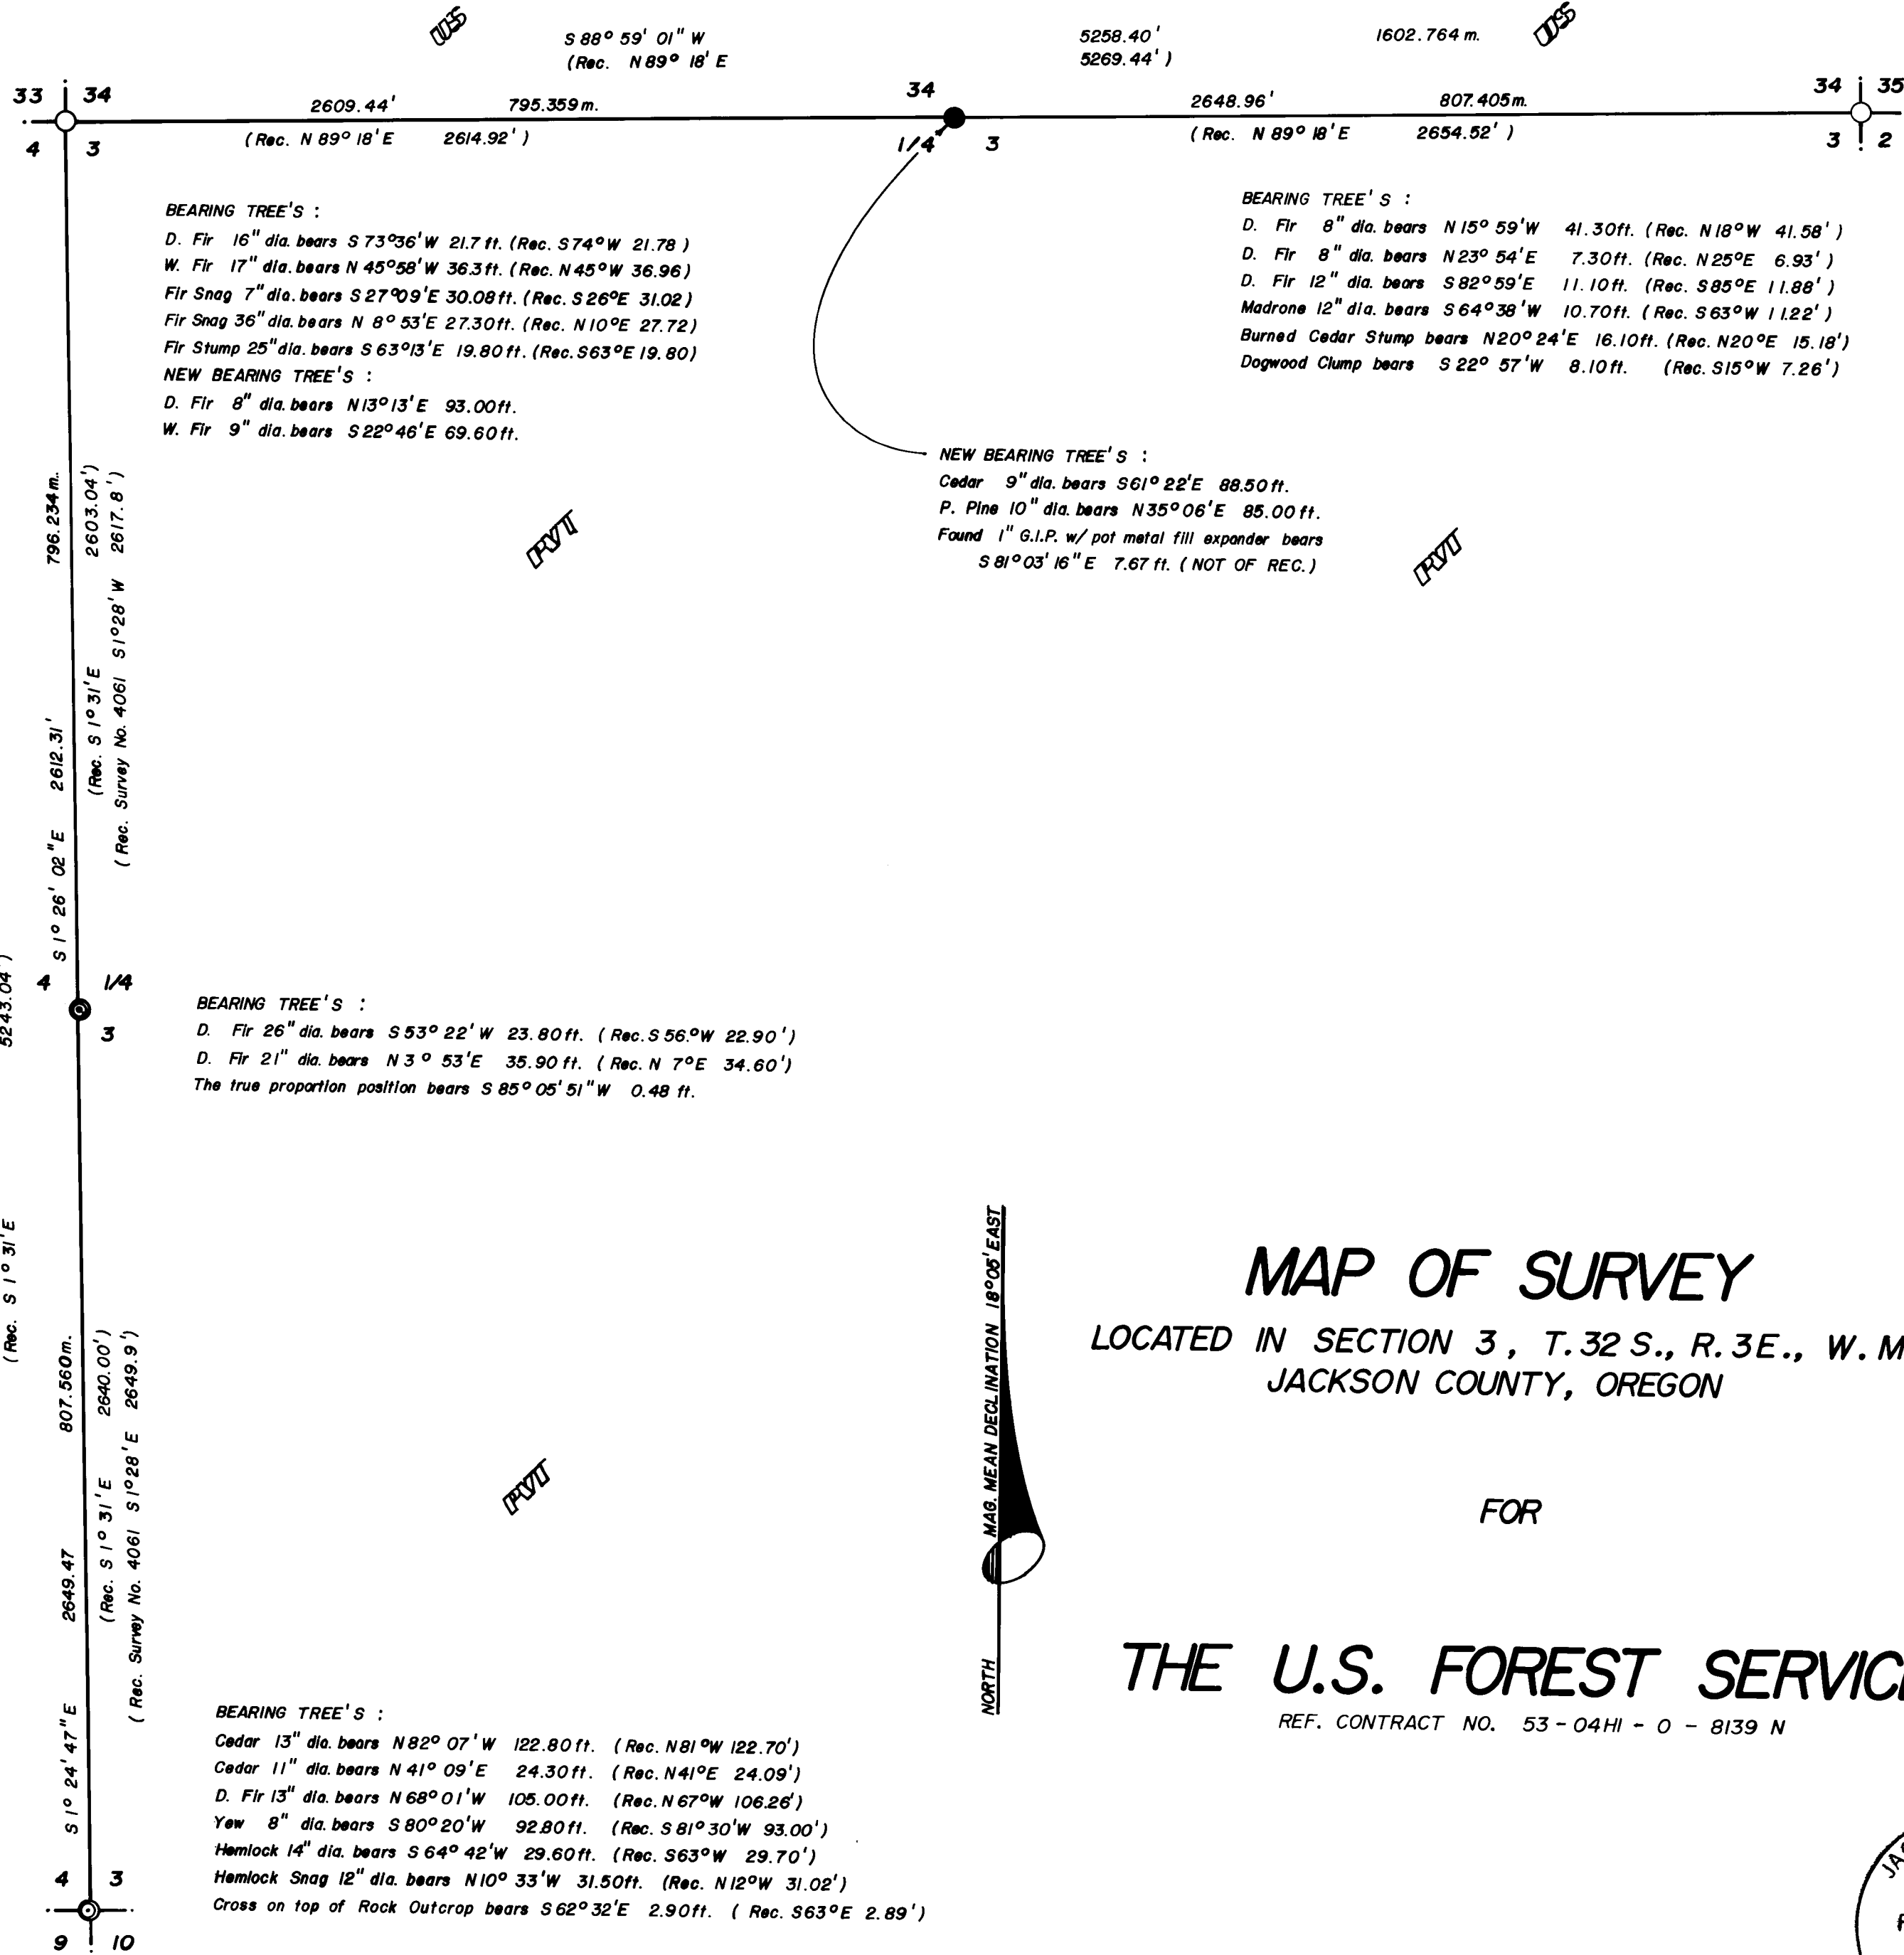 US
US
S 88° 59' 01" W 5258.40' 1602.764 m.
(Rec. N 89° 18' E 5269.44' )
33 34
34
34 35
2609.44' 795.359m.
2648.96' 807.405m.
(Rec. N 89° 18'E 2614.92' )
(Rec. N 89° 18'E 2654.52' )
4 3
1/4 3
3 2
BEARING TREE'S :
D. Fir 16" dia. bears S 73°36'W 21.7 ft. (Rec. S 74°W 21.78 )
W. Fir 17" dia. bears N 45°58'W 36.3 ft. (Rec. N 45°W 36.96)
Fir Snag 7" dia. bears S 27°09'E 30.08 ft. (Rec. S 26°E 31.02)
Fir Snag 36" dia. bears N 8° 53'E 27.30 ft. (Rec. N 10°E 27.72)
Fir Stump 25" dia. bears S 63°13'E 19.80 ft. (Rec. S 63°E 19.80)
NEW BEARING TREE'S :
D. Fir 8" dia. bears N 13°13'E 93.00 ft.
W. Fir 9" dia. bears S 22°46'E 69.60 ft.
BEARING TREE' S :
D. Fir 8" dia. bears N 15° 59'W 41.30 ft. (Rec. N 18°W 41.58' )
D. Fir 8" dia. bears N 23° 54'E 7.30 ft. (Rec. N 25°E 6.93' )
D. Fir 12" dia. bears S 82°59'E 11.10 ft. (Rec. S 85°E 11.88' )
Madrone 12" dia. bears S 64°38'W 10.70 ft. (Rec. S 63°W 11.22' )
Burned Cedar Stump bears N 20°24'E 16.10 ft. (Rec. N 20°E 15.18')
Dogwood Clump bears S 22° 57'W 8.10 ft. (Rec. S 15°W 7.26')
NEW BEARING TREE'S :
Cedar 9" dia. bears S 61° 22'E 88.50 ft.
P. Pine 10" dia. bears N 35°06'E 85.00 ft.
Found 1" G.I.P. w/ pot metal fill expander bears
S 81°03' 16"E 7.67 ft. ( NOT OF REC. )
PVT
PVT
S 1° 26' 02"E 2612.31' 796.234m.
(Rec. S 1° 31'E 2603.04')
(Rec. Survey No. 4061 S 1°28' W 2617.8')
4 1/4
3
BEARING TREE'S :
D. Fir 26" dia. bears S 53° 22' W 23.80 ft. ( Rec. S 56.°W 22.90 ')
D. Fir 21" dia. bears N 3° 53'E 35.90 ft. ( Rec. N 7°E 34.60')
The true proportion position bears S 85° 05' 51"W 0.48 ft.
(Rec. S 1° 31'E 5243.04')
S 1° 24' 47"E 2649.47 807.560m.
(Rec. S 1° 31'E 2640.00')
( Rec. Survey No. 4061 S 1°28'E 2649.9')
PVT
NORTH MAG. MEAN DECLINATION 18°05' EAST
MAP OF SURVEY
LOCATED IN SECTION 3, T. 32 S., R. 3E., W. M
JACKSON COUNTY, OREGON
FOR
THE U.S. FOREST SERVIC
REF. CONTRACT NO. 53 - 04HI - 0 - 8139 N
BEARING TREE'S :
Cedar 13" dia. bears N 82° 07'W 122.80 ft. (Rec. N 81°W 122.70')
Cedar 11" dia. bears N 41° 09'E 24.30 ft. (Rec. N 41°E 24.09')
D. Fir 13" dia. bears N 68° 01'W 105.00 ft. (Rec. N 67°W 106.26')
Yew 8" dia. bears S 80° 20'W 92.80 ft. (Rec. S 81° 30'W 93.00')
Hemlock 14" dia. bears S 64° 42'W 29.60 ft. (Rec. S 63°W 29.70')
Hemlock Snag 12" dia. bears N 10° 33'W 31.50 ft. (Rec. N 12°W 31.02')
Cross on top of Rock Outcrop bears S 62°32'E 2.90 ft. ( Rec. S 63°E 2.89')
4 3
9 10